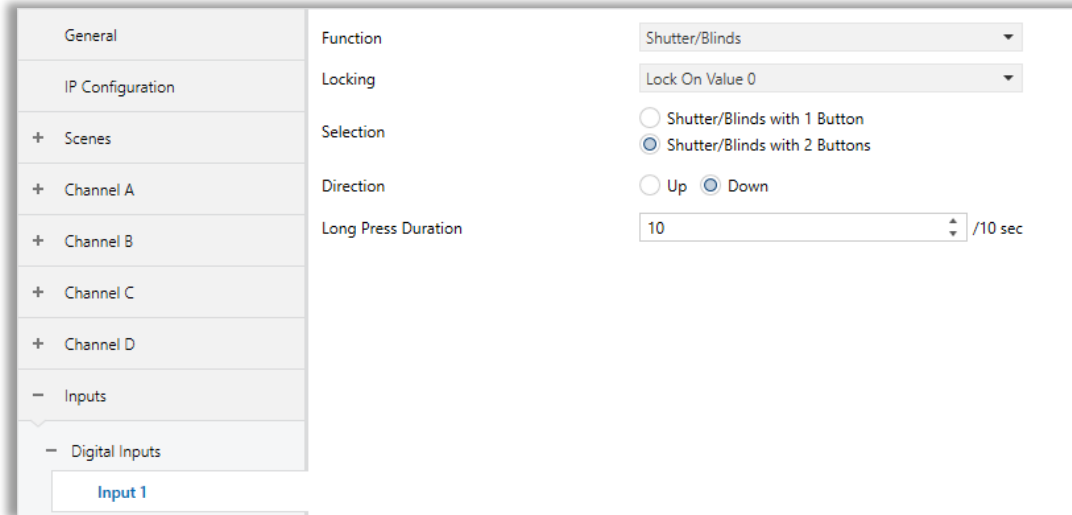 General
IP Configuration
+ Scenes
+ Channel A
+ Channel B
+ Channel C
+ Channel D
− Inputs
− Digital Inputs
Input 1
Function Shutter/Blinds
Locking Lock On Value 0
Selection Shutter/Blinds with 1 Button
Shutter/Blinds with 2 Buttons
Direction Up Down
Long Press Duration 10 /10 sec